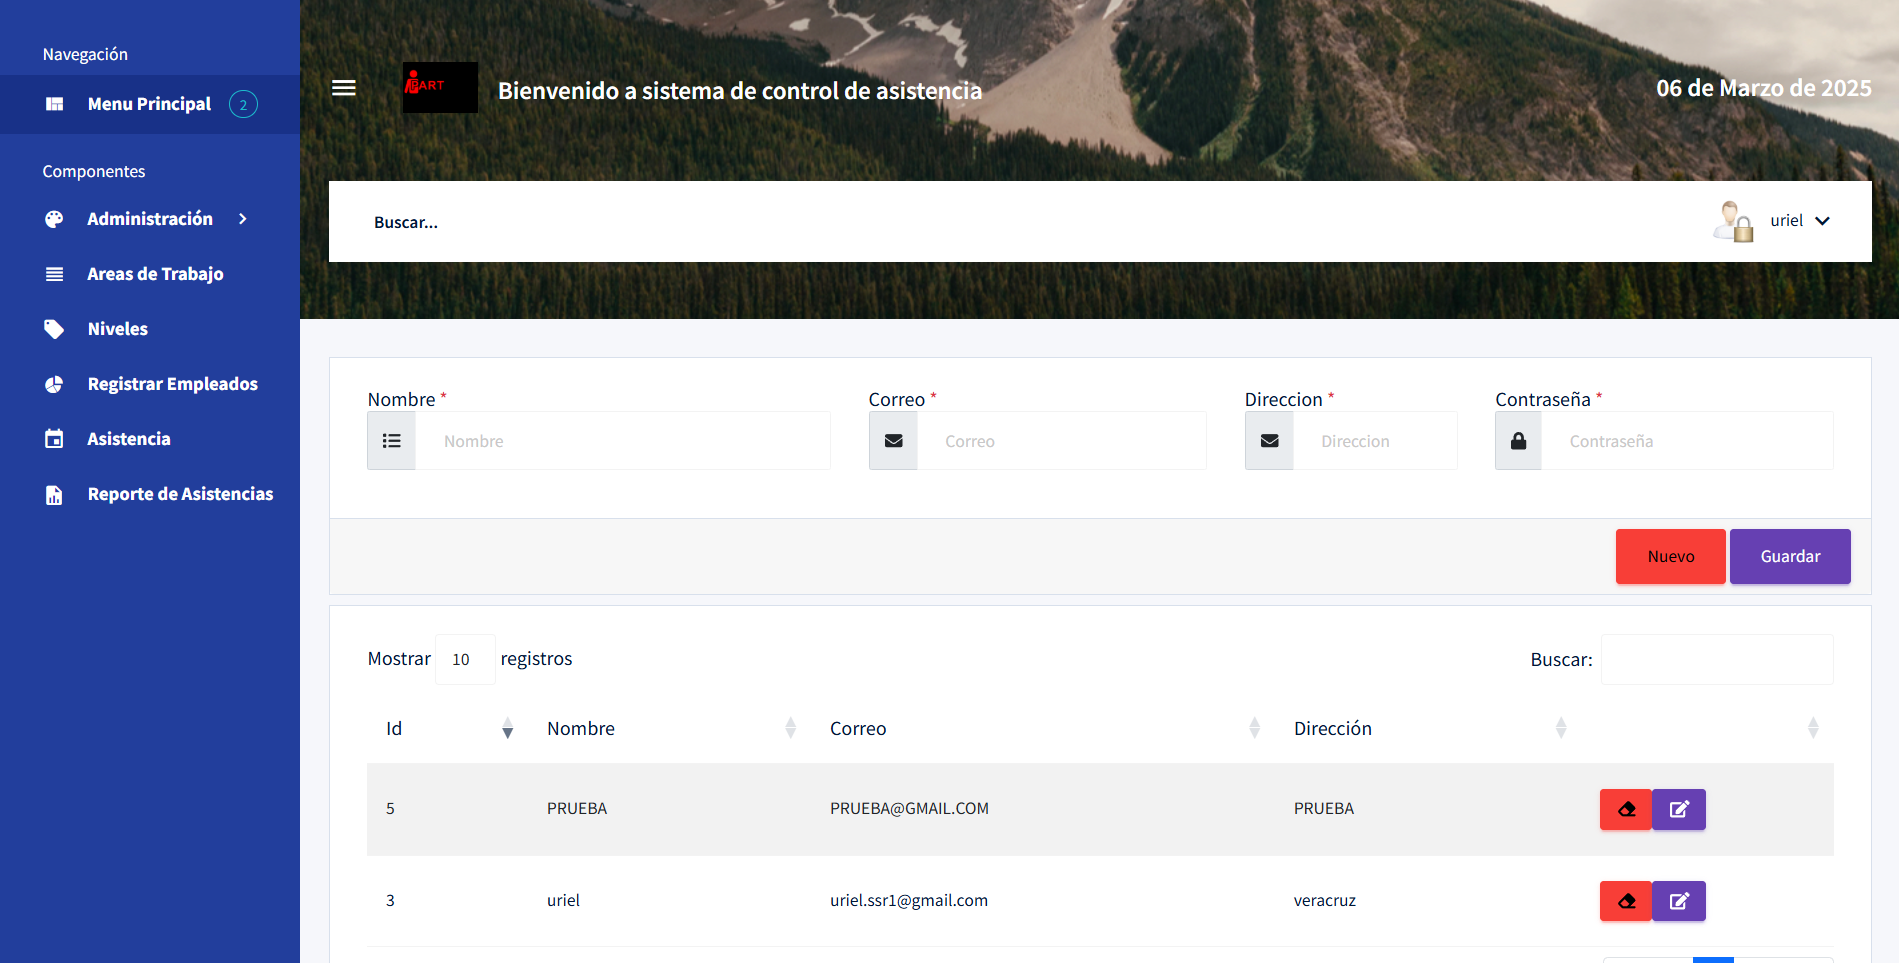 Navegación
Menu Principal 2
Componentes
Administración
Areas de Trabajo
Niveles
Registrar Empleados
Asistencia
Reporte de Asistencias
PART
Bienvenido a sistema de control de asistencia
06 de Marzo de 2025
Buscar...
uriel
Nombre * Correo * Direccion * Contraseña *
Nombre Correo Direccion Contraseña
Nuevo Guardar
Mostrar 10 registros Buscar:
Id Nombre Correo Dirección
5 PRUEBA PRUEBA@GMAIL.COM PRUEBA
3 uriel uriel.ssr1@gmail.com veracruz